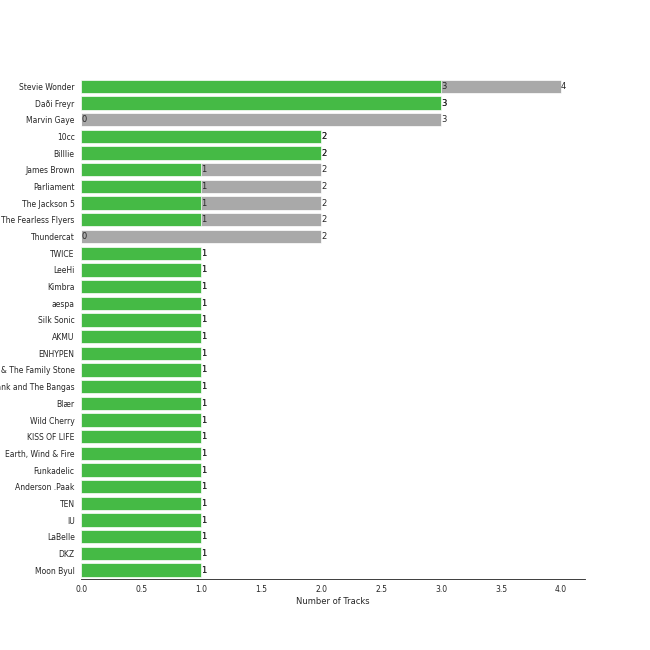 Stevie Wonder 3 4
Daði Freyr 3
Marvin Gaye 0 3
10cc 2
Billlie 2
James Brown 1 2
Parliament 1 2
The Jackson 5 1 2
The Fearless Flyers 1 2
Thundercat 0 2
TWICE 1
LeeHi 1
Kimbra 1
aespa 1
Silk Sonic 1
AKMU 1
ENHYPEN 1
& The Family Stone 1
nk and The Bangas 1
Blær 1
Wild Cherry 1
KISS OF LIFE 1
Earth, Wind & Fire 1
Funkadelic 1
Anderson .Paak 1
TEN 1
IU 1
LaBelle 1
DKZ 1
Moon Byul 1
0.0 0.5 1.0 1.5 2.0 2.5 3.0 3.5 4.0
Number of Tracks